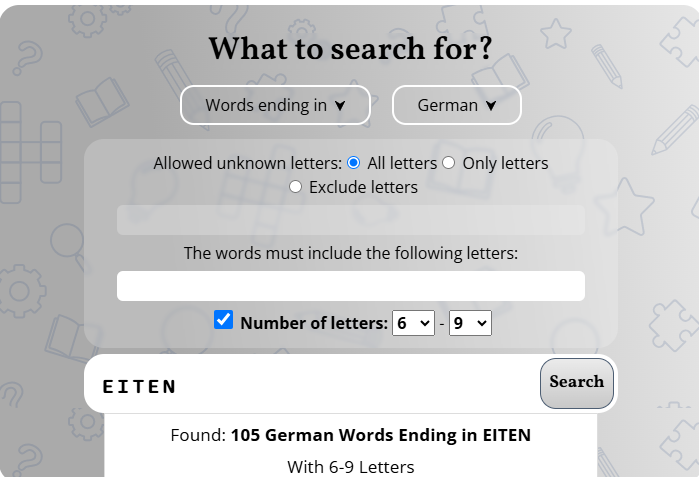 What to search for?
Words ending in
German
Allowed unknown letters: All letters Only letters
Exclude letters
The words must include the following letters:
Number of letters: 6 - 9
EITEN
Search
Found: 105 German Words Ending in EITEN
With 6-9 Letters